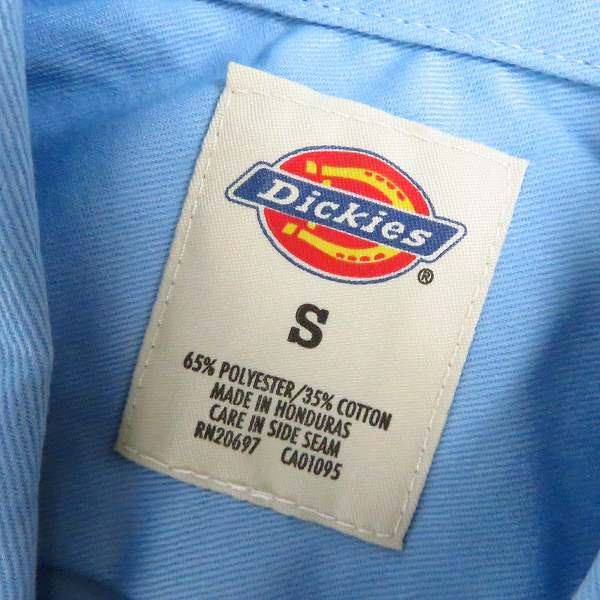 Dickies
®
S
65% POLYESTER/35% COTTON
MADE IN HONDURAS
CARE IN SIDE SEAM
RN20697 CA01095